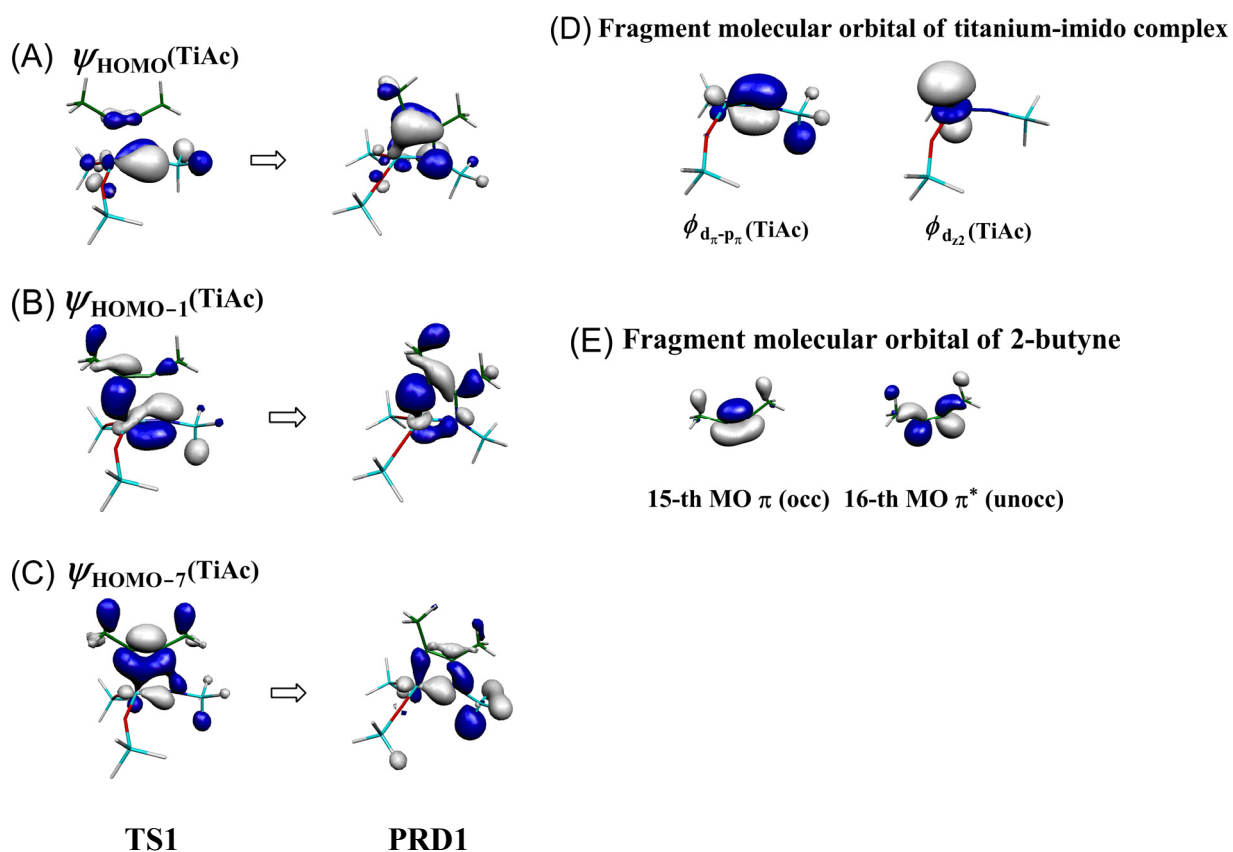 (A) ψHOMO(TiAc)
(B) ψHOMO−1(TiAc)
(C) ψHOMO−7(TiAc)
TS1 PRD1
(D) Fragment molecular orbital of titanium-imido complex
ϕdπ-pπ(TiAc) ϕdz2(TiAc)
(E) Fragment molecular orbital of 2-butyne
15-th MO π (occ) 16-th MO π* (unocc)